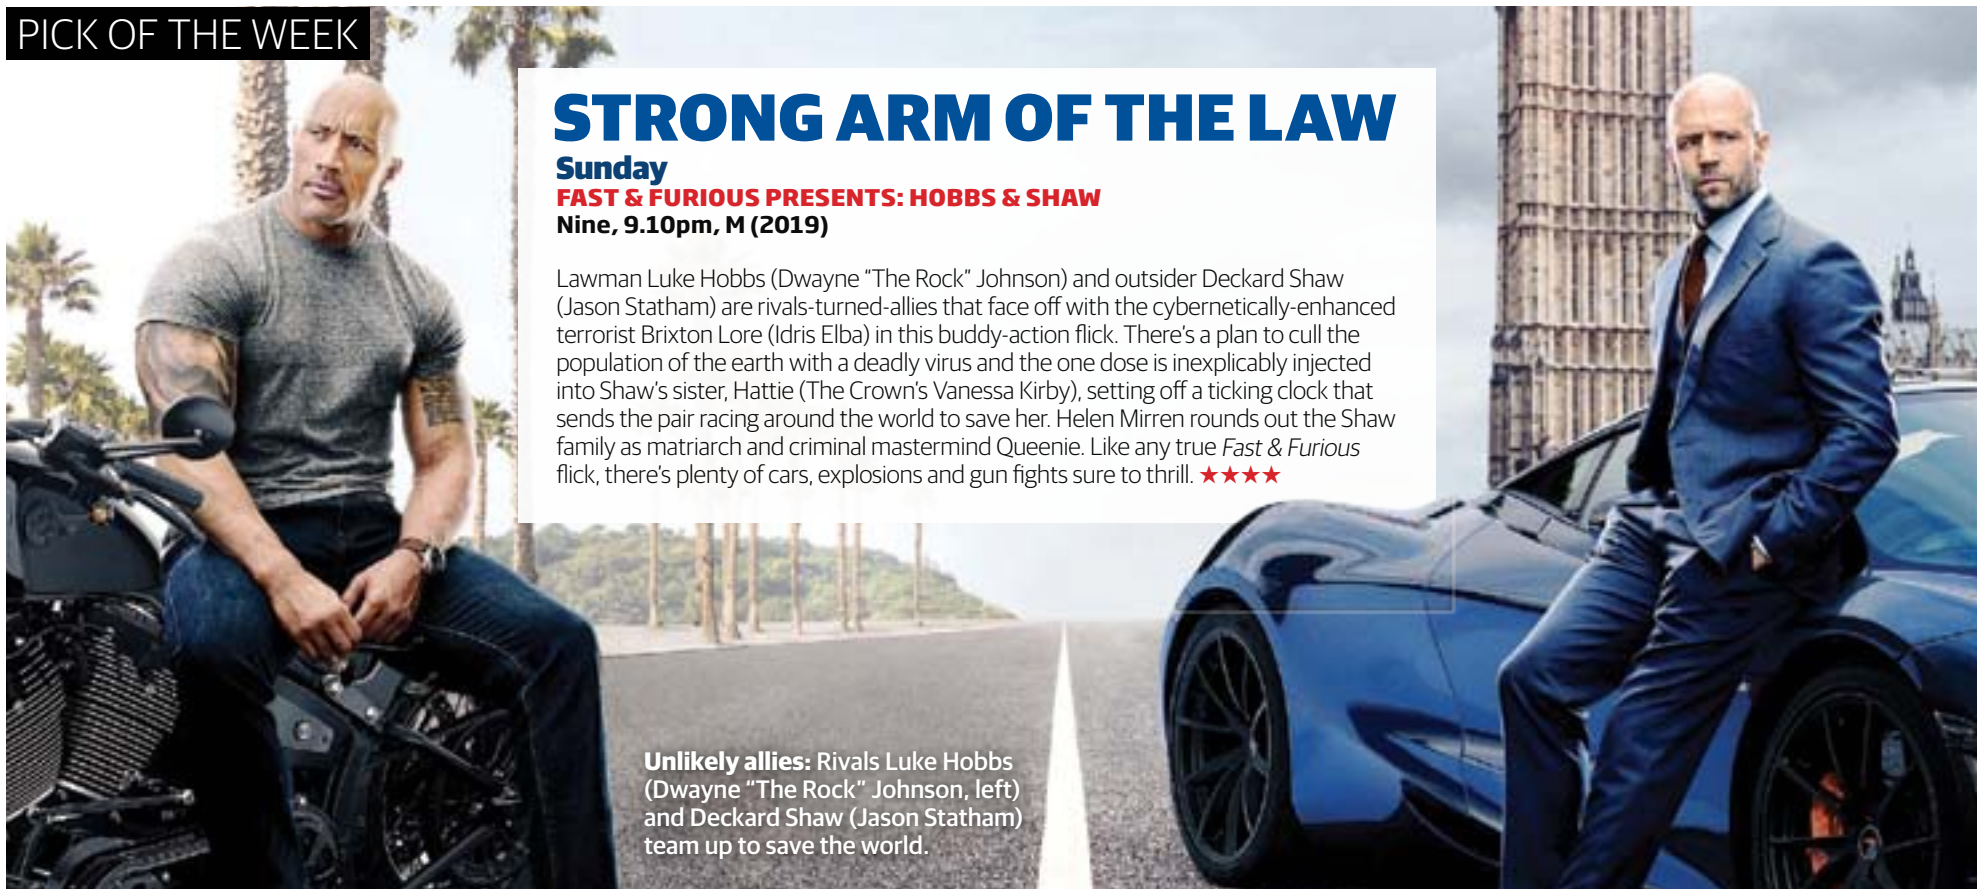 PICK OF THE WEEK
STRONG ARM OF THE LAW
Sunday
FAST & FURIOUS PRESENTS: HOBBS & SHAW
Nine, 9.10pm, M (2019)
Lawman Luke Hobbs (Dwayne “The Rock” Johnson) and outsider Deckard Shaw
(Jason Statham) are rivals-turned-allies that face off with the cybernetically-enhanced
terrorist Brixton Lore (Idris Elba) in this buddy-action flick. There’s a plan to cull the
population of the earth with a deadly virus and the one dose is inexplicably injected
into Shaw’s sister, Hattie (The Crown’s Vanessa Kirby), setting off a ticking clock that
sends the pair racing around the world to save her. Helen Mirren rounds out the Shaw
family as matriarch and criminal mastermind Queenie. Like any true Fast & Furious
flick, there’s plenty of cars, explosions and gun fights sure to thrill. ★★★★
Unlikely allies: Rivals Luke Hobbs
(Dwayne “The Rock” Johnson, left)
and Deckard Shaw (Jason Statham)
team up to save the world.